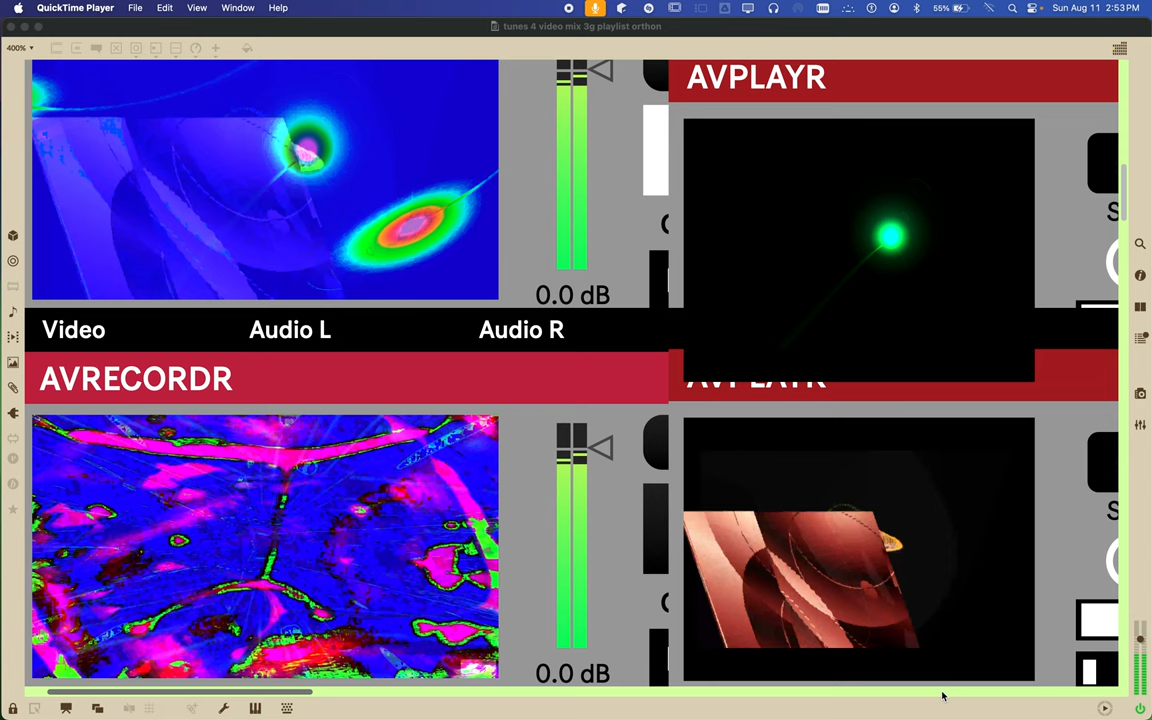 QuickTime Player File Edit View Window Help 55% Sun Aug 11 2:53 PM
tunes 4 video mix 3g playlist orthon
400%
AVPLAYR
0.0 dB
Video Audio L Audio R
AVRECORDR
AVPLAYR
0.0 dB